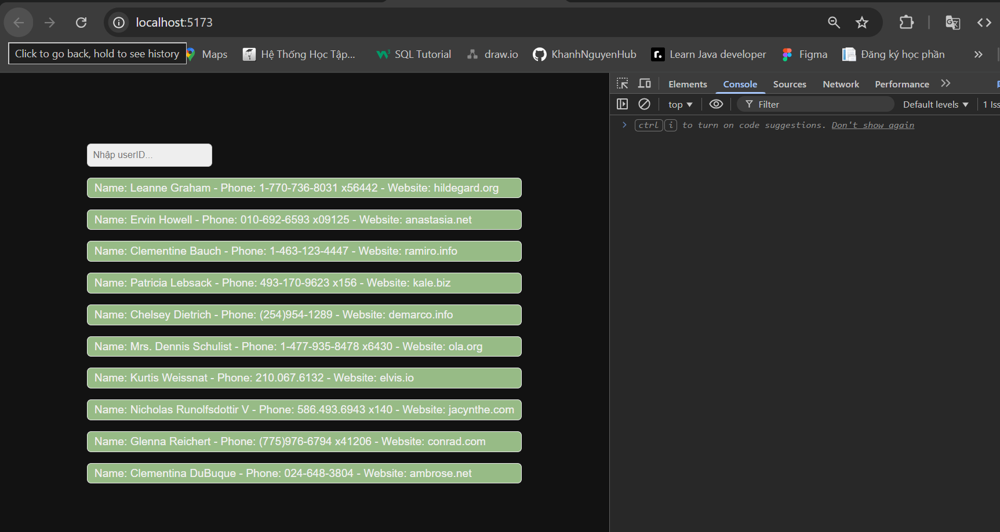 localhost:5173
Click to go back, hold to see history
Maps
Hệ Thống Học Tập...
SQL Tutorial
draw.io
KhanhNguyenHub
Learn Java developer
Figma
Đăng ký học phần
Elements
Console
Sources
Network
Performance
top
Filter
Default levels
1 Iss
ctrl i to turn on code suggestions. Don't show again
Nhập userID...
Name: Leanne Graham - Phone: 1-770-736-8031 x56442 - Website: hildegard.org
Name: Ervin Howell - Phone: 010-692-6593 x09125 - Website: anastasia.net
Name: Clementine Bauch - Phone: 1-463-123-4447 - Website: ramiro.info
Name: Patricia Lebsack - Phone: 493-170-9623 x156 - Website: kale.biz
Name: Chelsey Dietrich - Phone: (254)954-1289 - Website: demarco.info
Name: Mrs. Dennis Schulist - Phone: 1-477-935-8478 x6430 - Website: ola.org
Name: Kurtis Weissnat - Phone: 210.067.6132 - Website: elvis.io
Name: Nicholas Runolfsdottir V - Phone: 586.493.6943 x140 - Website: jacynthe.com
Name: Glenna Reichert - Phone: (775)976-6794 x41206 - Website: conrad.com
Name: Clementina DuBuque - Phone: 024-648-3804 - Website: ambrose.net